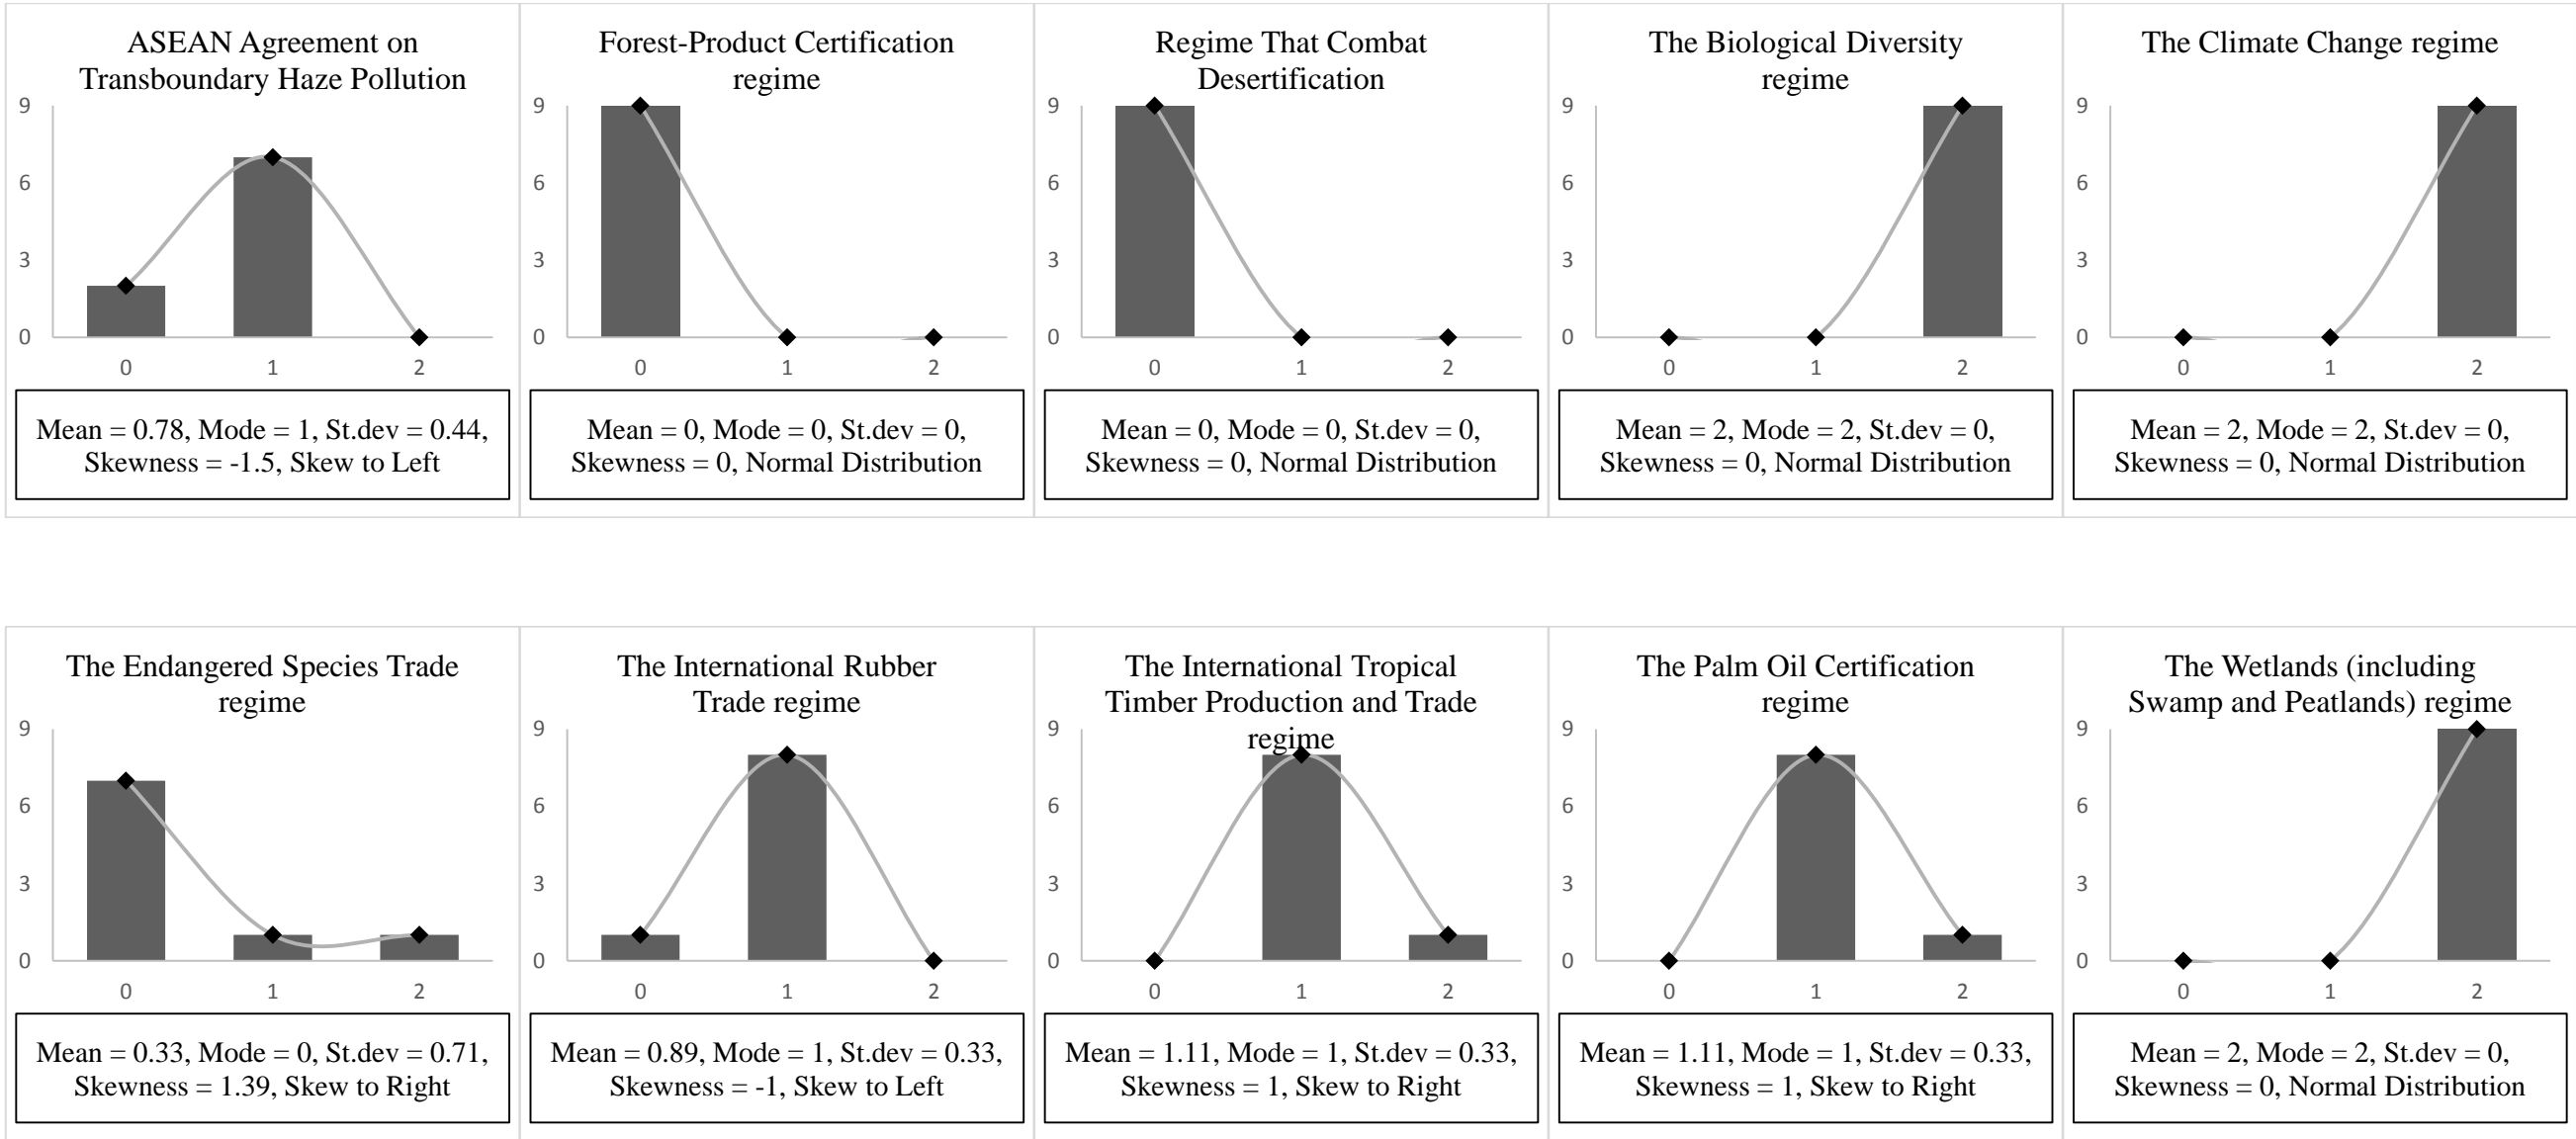 ASEAN Agreement on
Transboundary Haze Pollution
9
6
3
0
0 1 2
Mean = 0.78, Mode = 1, St.dev = 0.44,
Skewness = -1.5, Skew to Left
Forest-Product Certification
regime
9
6
3
0
0 1 2
Mean = 0, Mode = 0, St.dev = 0,
Skewness = 0, Normal Distribution
Regime That Combat
Desertification
9
6
3
0
0 1 2
Mean = 0, Mode = 0, St.dev = 0,
Skewness = 0, Normal Distribution
The Biological Diversity
regime
9
6
3
0
0 1 2
Mean = 2, Mode = 2, St.dev = 0,
Skewness = 0, Normal Distribution
The Climate Change regime
9
6
3
0
0 1 2
Mean = 2, Mode = 2, St.dev = 0,
Skewness = 0, Normal Distribution
The Endangered Species Trade
regime
9
6
3
0
0 1 2
Mean = 0.33, Mode = 0, St.dev = 0.71,
Skewness = 1.39, Skew to Right
The International Rubber
Trade regime
9
6
3
0
0 1 2
Mean = 0.89, Mode = 1, St.dev = 0.33,
Skewness = -1, Skew to Left
The International Tropical
Timber Production and Trade
regime
9
6
3
0
0 1 2
Mean = 1.11, Mode = 1, St.dev = 0.33,
Skewness = 1, Skew to Right
The Palm Oil Certification
regime
9
6
3
0
0 1 2
Mean = 1.11, Mode = 1, St.dev = 0.33,
Skewness = 1, Skew to Right
The Wetlands (including
Swamp and Peatlands) regime
9
6
3
0
0 1 2
Mean = 2, Mode = 2, St.dev = 0,
Skewness = 0, Normal Distribution